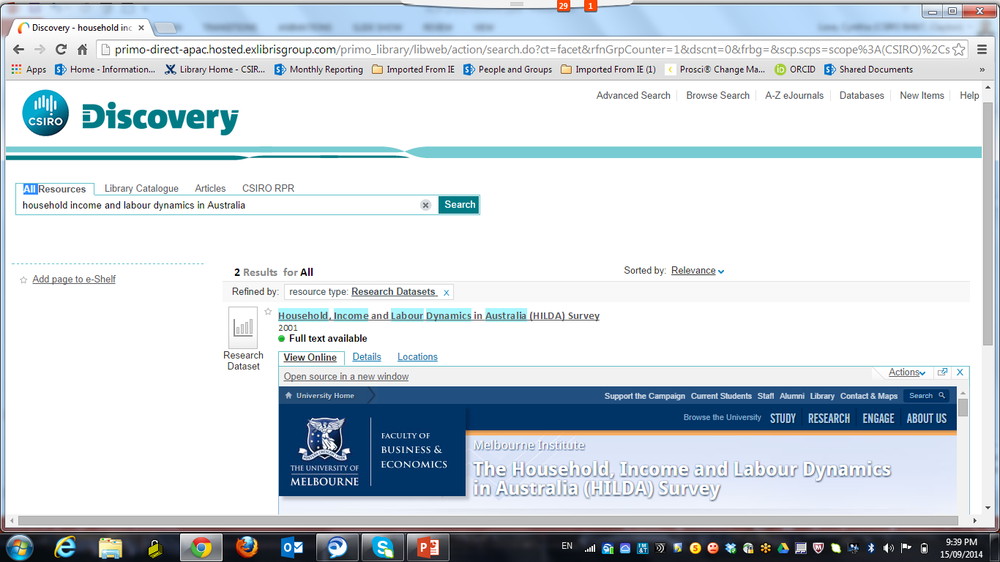 29 1
Discovery - household inc
primo-direct-apac.hosted.exlibrisgroup.com/primo_library/libweb/action/search.do?ct=facet&rfnGrpCounter=1&dscnt=0&frbg=&scp.scps=scope%3A(CSIRO)%2Cs
Apps Home - Information... Library Home - CSIR... Monthly Reporting Imported From IE People and Groups Imported From IE (1) Prosci® Change Ma... ORCID Shared Documents »
Advanced Search Browse Search A-Z eJournals Databases New Items Help
CSIRO Discovery
All Resources Library Catalogue Articles CSIRO RPR
household income and labour dynamics in Australia Search
2 Results for All Sorted by: Relevance
Add page to e-Shelf
Refined by: resource type: Research Datasets x
Household, Income and Labour Dynamics in Australia (HILDA) Survey
2001
Full text available
Research
Dataset
View Online Details Locations
Open source in a new window Actions X
University Home Support the Campaign Current Students Staff Alumni Library Contact & Maps Search
Browse the University STUDY RESEARCH ENGAGE ABOUT US
THE UNIVERSITY OF
MELBOURNE
FACULTY OF
BUSINESS &
ECONOMICS
Melbourne Institute
The Household, Income and Labour Dynamics
in Australia (HILDA) Survey
EN
9:39 PM
15/09/2014